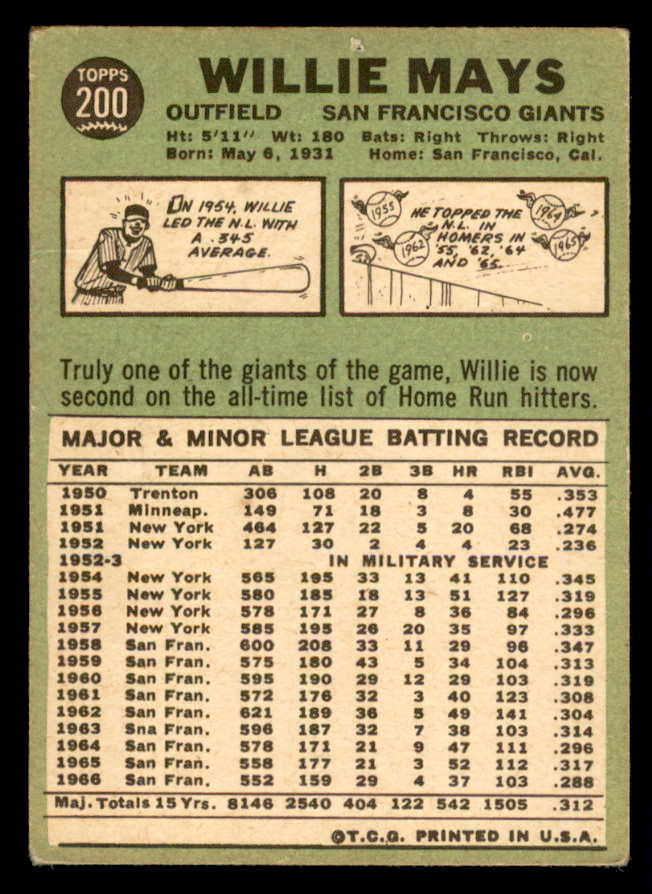 TOPPS
200
WILLIE MAYS
OUTFIELD SAN FRANCISCO GIANTS
Ht: 5'11" Wt: 180 Bats: Right Throws: Right
Born: May 6, 1931 Home: San Francisco, Cal.
ON 1954, WILLIE
LED THE N.L. WITH
A .345
AVERAGE.
1955
1962
1964
1965
HE TOPPED THE
N.L. IN
HOMERS IN
'55, '62, '64
AND '65.
Truly one of the giants of the game, Willie is now
second on the all-time list of Home Run hitters.
MAJOR & MINOR LEAGUE BATTING RECORD
YEAR TEAM AB H 2B 3B HR RBI AVG.
1950 Trenton 306 108 20 8 4 55 .353
1951 Minneap. 149 71 18 3 8 30 .477
1951 New York 464 127 22 5 20 68 .274
1952 New York 127 30 2 4 4 23 .236
1952-3 IN MILITARY SERVICE
1954 New York 565 195 33 13 41 110 .345
1955 New York 580 185 18 13 51 127 .319
1956 New York 578 171 27 8 36 84 .296
1957 New York 585 195 26 20 35 97 .333
1958 San Fran. 600 208 33 11 29 96 .347
1959 San Fran. 575 180 43 5 34 104 .313
1960 San Fran. 595 190 29 12 29 103 .319
1961 San Fran. 572 176 32 3 40 123 .308
1962 San Fran. 621 189 36 5 49 141 .304
1963 Sna Fran. 596 187 32 7 38 103 .314
1964 San Fran. 578 171 21 9 47 111 .296
1965 San Fran. 558 177 21 3 52 112 .317
1966 San Fran. 552 159 29 4 37 103 .288
Maj. Totals 15 Yrs. 8146 2540 404 122 542 1505 .312
©T.C.G. PRINTED IN U.S.A.